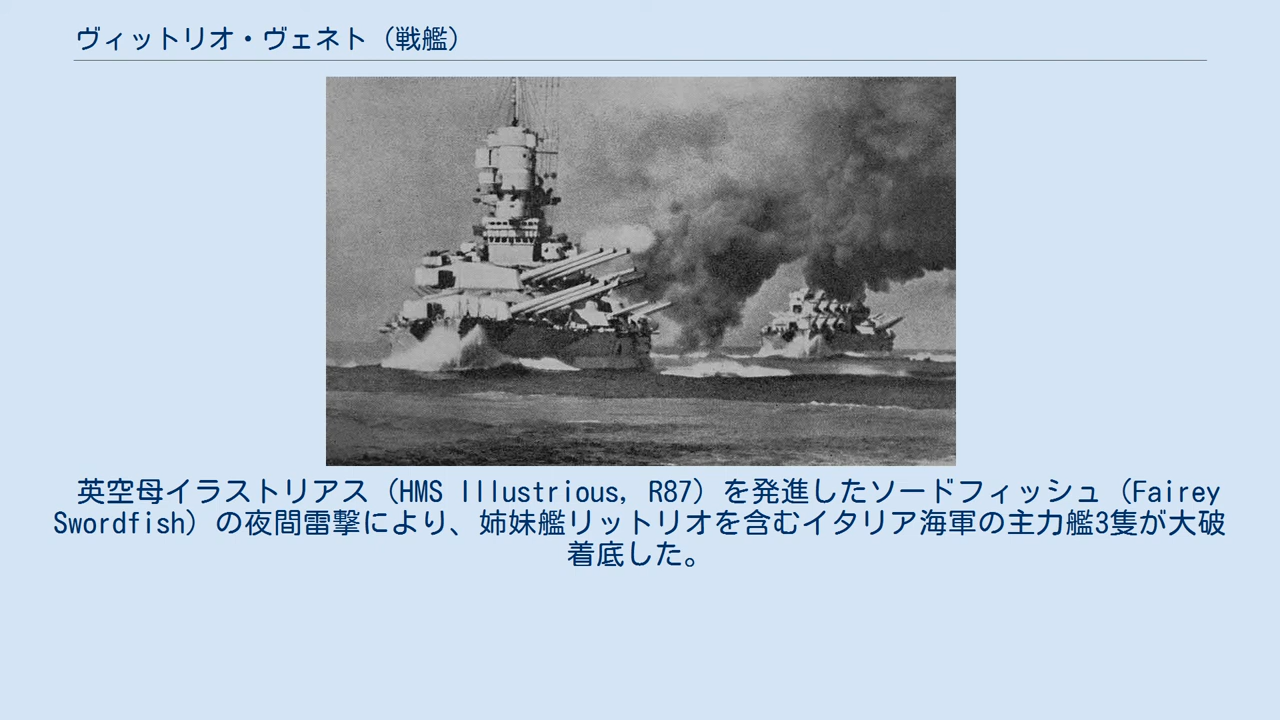 ヴィットリオ・ヴェネト（戦艦）
英空母イラストリアス（HMS Illustrious, R87）を発進したソードフィッシュ（Fairey
Swordfish）の夜間雷撃により、姉妹艦リットリオを含むイタリア海軍の主力艦3隻が大破
着底した。